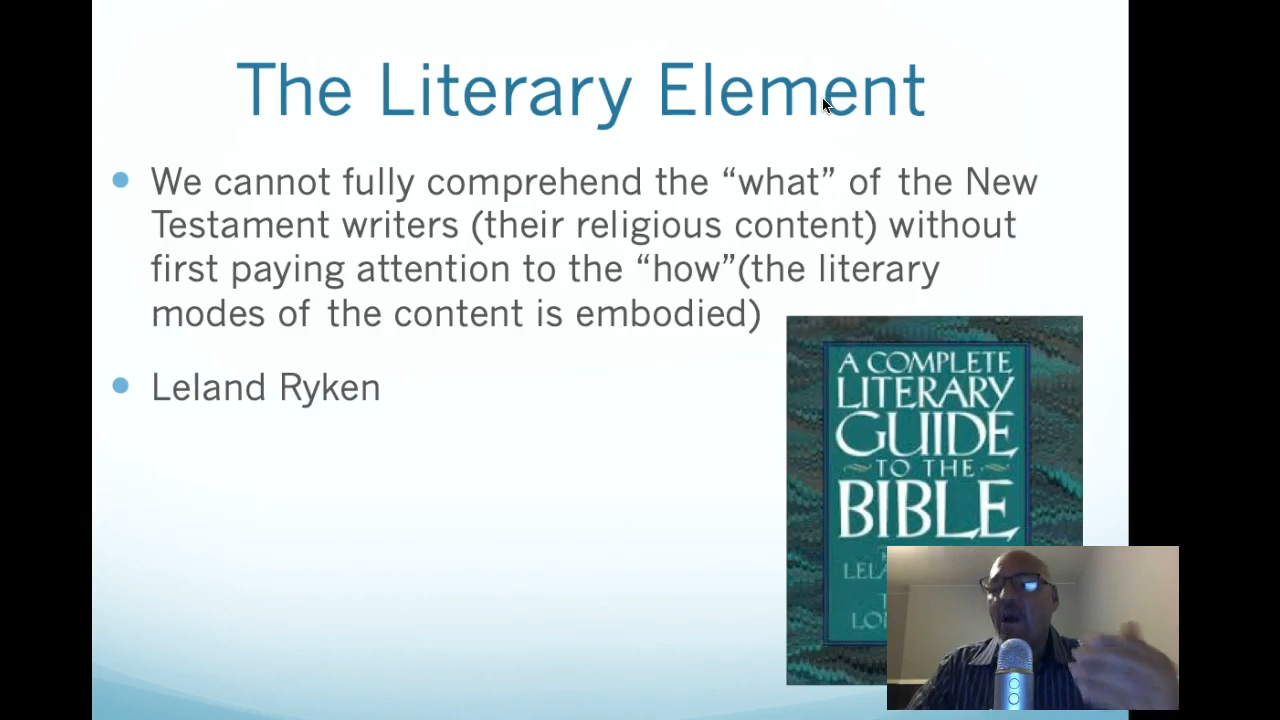 The Literary Element
We cannot fully comprehend the “what” of the New
Testament writers (their religious content) without
first paying attention to the “how”(the literary
modes of the content is embodied)
Leland Ryken
A COMPLETE
LITERARY
GUIDE
TO THE
BIBLE